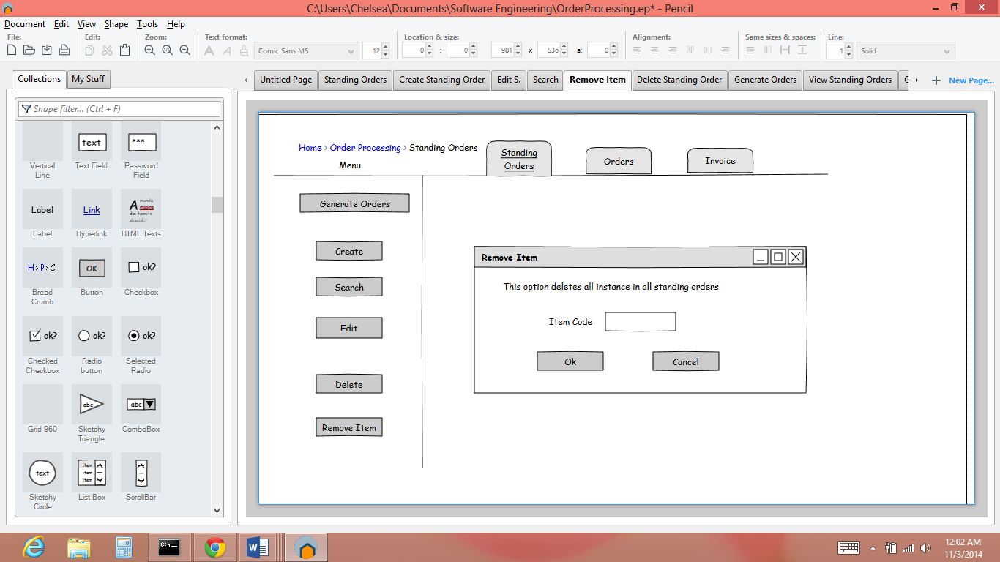 C:\Users\Chelsea\Documents\Software Engineering\OrderProcessing.ep* - Pencil
Document Edit View Shape Tools Help
File: Edit: Zoom: Text format: Location & size: Alignment: Same sizes & spaces: Line:
1:1 A A Comic Sans MS 12 0 : 0 981 x 536 a: 0 1 Solid
Collections My Stuff
Untitled Page Standing Orders Create Standing Order Edit S. Search Remove Item Delete Standing Order Generate Orders View Standing Orders New Page...
Shape filter... (Ctrl + F)
text ***
Vertical Line
Text Field
Password Field
Label Link A mundu magine dei tannito abacidit
Label Hyperlink HTML Texts
H>P>C OK ok?
Bread Crumb
Button
Checkbox
ok? ok? ok?
Checked Checkbox
Radio button
Selected Radio
abc abc
Grid 960
Sketchy Triangle
ComboBox
text item item item
Sketchy Circle
List Box
ScrollBar
Home > Order Processing > Standing Orders
Menu
Standing
Orders
Orders
Invoice
Generate Orders
Create
Search
Edit
Delete
Remove Item
Remove Item
This option deletes all instance in all standing orders
Item Code
Ok Cancel
12:02 AM
11/3/2014